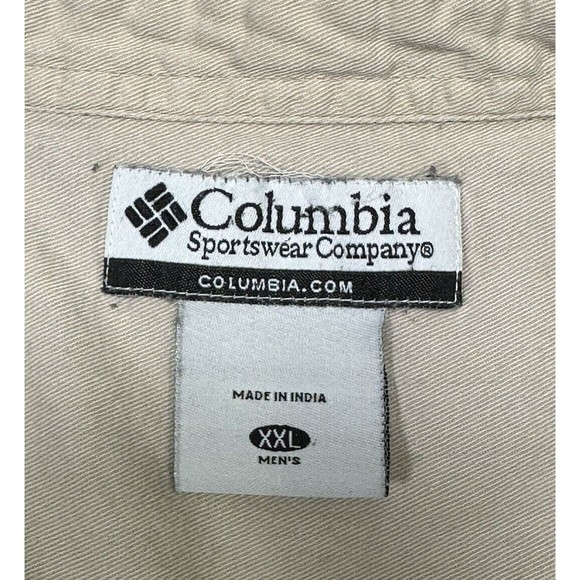 Columbia
Sportswear Company®
COLUMBIA.COM
MADE IN INDIA
XXL
MEN'S